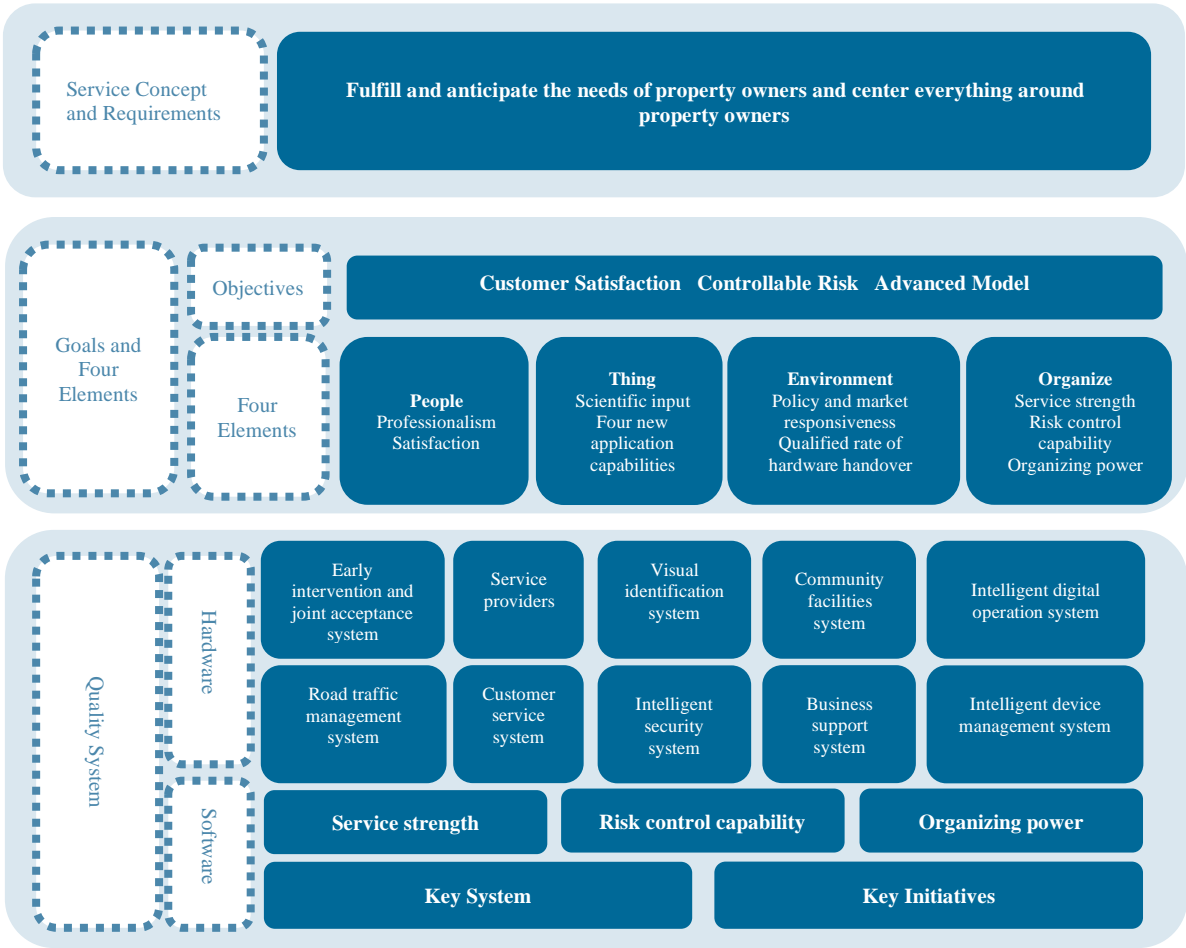 Service Concept
and Requirements
Fulfill and anticipate the needs of property owners and center everything around
property owners
Goals and
Four
Elements
Objectives
Customer Satisfaction   Controllable Risk   Advanced Model
Four
Elements
People
Professionalism
Satisfaction
Thing
Scientific input
Four new
application
capabilities
Environment
Policy and market
responsiveness
Qualified rate of
hardware handover
Organize
Service strength
Risk control
capability
Organizing power
Quality System
Hardware
Early
intervention and
joint acceptance
system
Service
providers
Visual
identification
system
Community
facilities
system
Intelligent digital
operation system
Road traffic
management
system
Customer
service
system
Intelligent
security
system
Business
support
system
Intelligent device
management system
Software
Service strength
Risk control capability
Organizing power
Key System
Key Initiatives